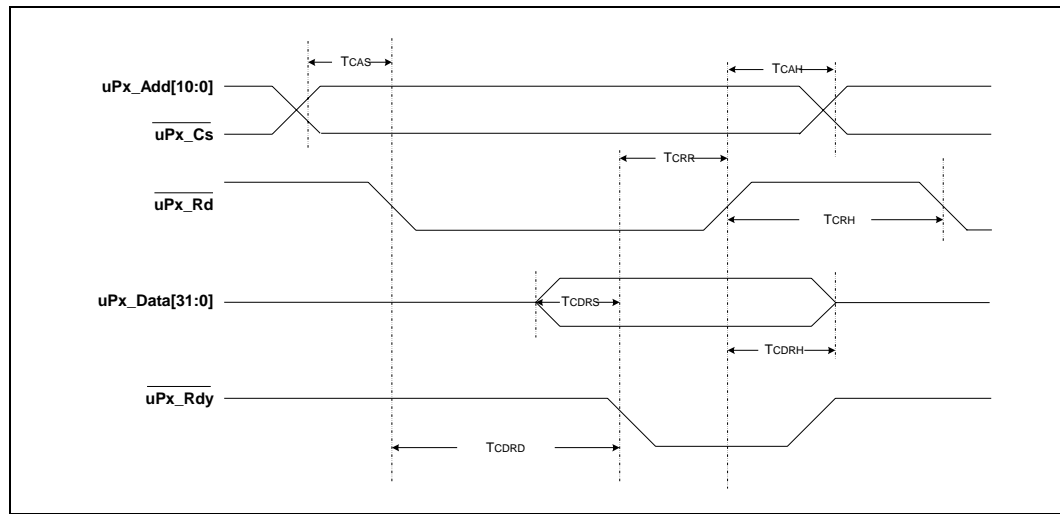 TCAS
TCAH
uPx_Add[10:0]
uPx_Cs
TCRR
uPx_Rd
TCRH
uPx_Data[31:0]
TCDRS
TCDRH
uPx_Rdy
TCDRD